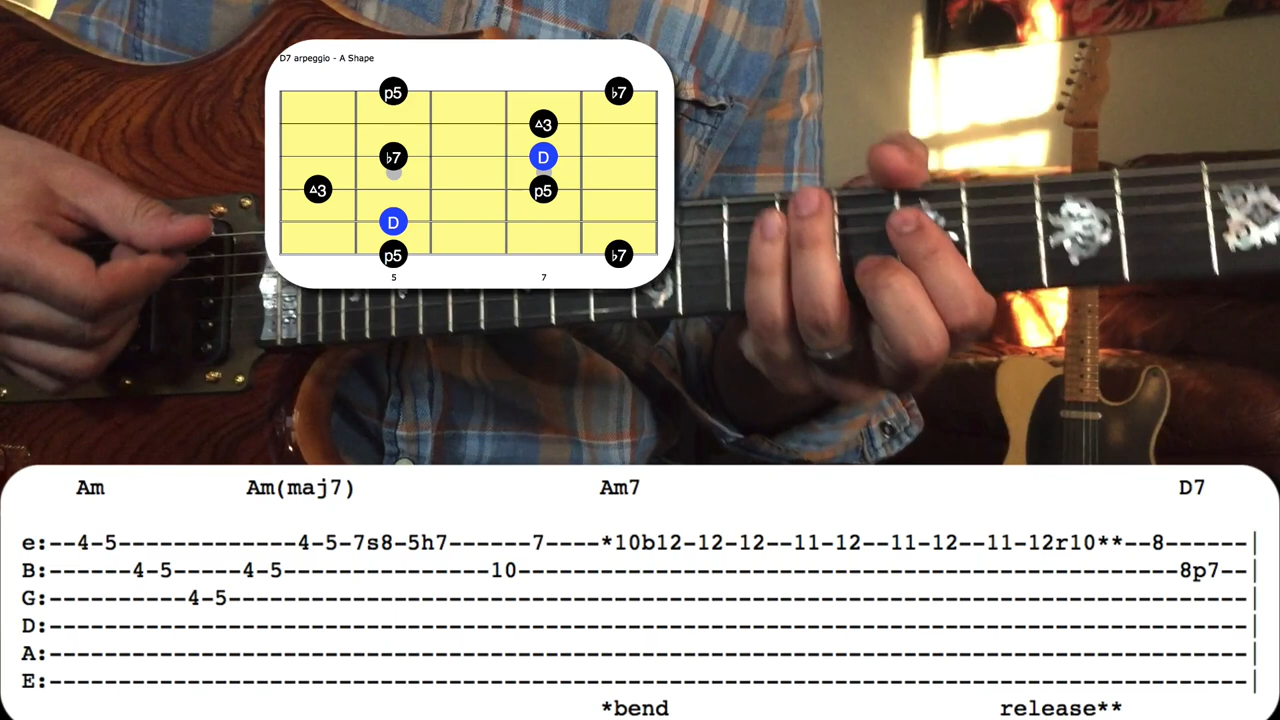 D7 arpeggio - A Shape
p5 ♭7
△3
♭7 D
△3 p5
D
p5 ♭7
5 7
Am Am(maj7) Am7 D7
e:--4-5-------------4-5-7s8-5h7------7----*10b12-12-12--11-12--11-12--11-12r10**--8------|
B:------4-5-----4-5---------------10------------------------------------------------8p7--|
G:----------4-5--------------------------------------------------------------------------|
D:---------------------------------------------------------------------------------------|
A:---------------------------------------------------------------------------------------|
E:---------------------------------------------------------------------------------------|
*bend release**